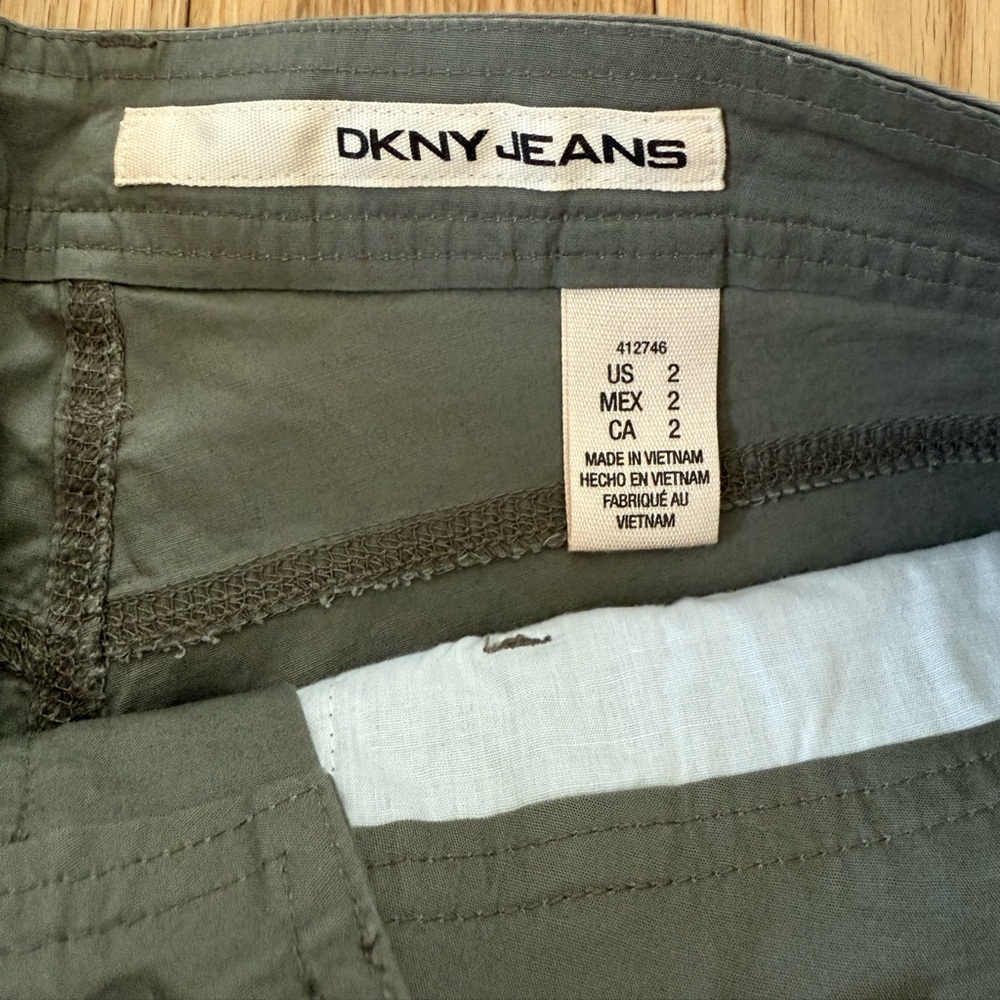 DKNY JEANS
412746
US 2
MEX 2
CA 2
MADE IN VIETNAM
HECHO EN VIETNAM
FABRIQUÉ AU
VIETNAM